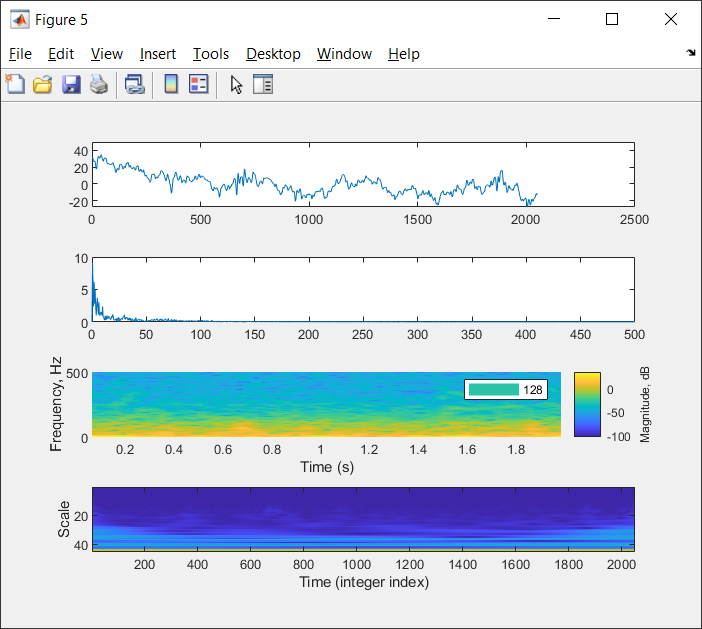 Figure 5
File Edit View Insert Tools Desktop Window Help
40
20
0
-20
0 500 1000 1500 2000 2500
10
5
0
0 50 100 150 200 250 300 350 400 450 500
Frequency, Hz
500
0
128
0.2 0.4 0.6 0.8 1 1.2 1.4 1.6 1.8
Time (s)
0
-50
-100
Magnitude, dB
Scale
20
40
200 400 600 800 1000 1200 1400 1600 1800 2000
Time (integer index)